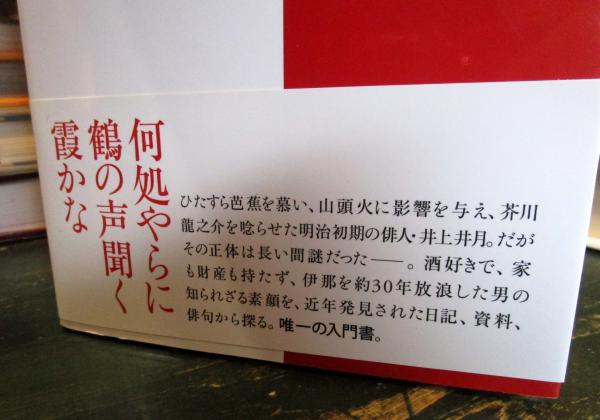 何処やらに
鶴の声聞く
霞かな
ひたすら芭蕉を慕い、山頭火に影響を与え、芥川
龍之介を唸らせた明治初期の俳人・井上井月。だが
その正体は長い間謎だった――。酒好きで、家
も財産も持たず、伊那を約30年放浪した男の
知られざる素顔を、近年発見された日記、資料、
俳句から探る。唯一の入門書。